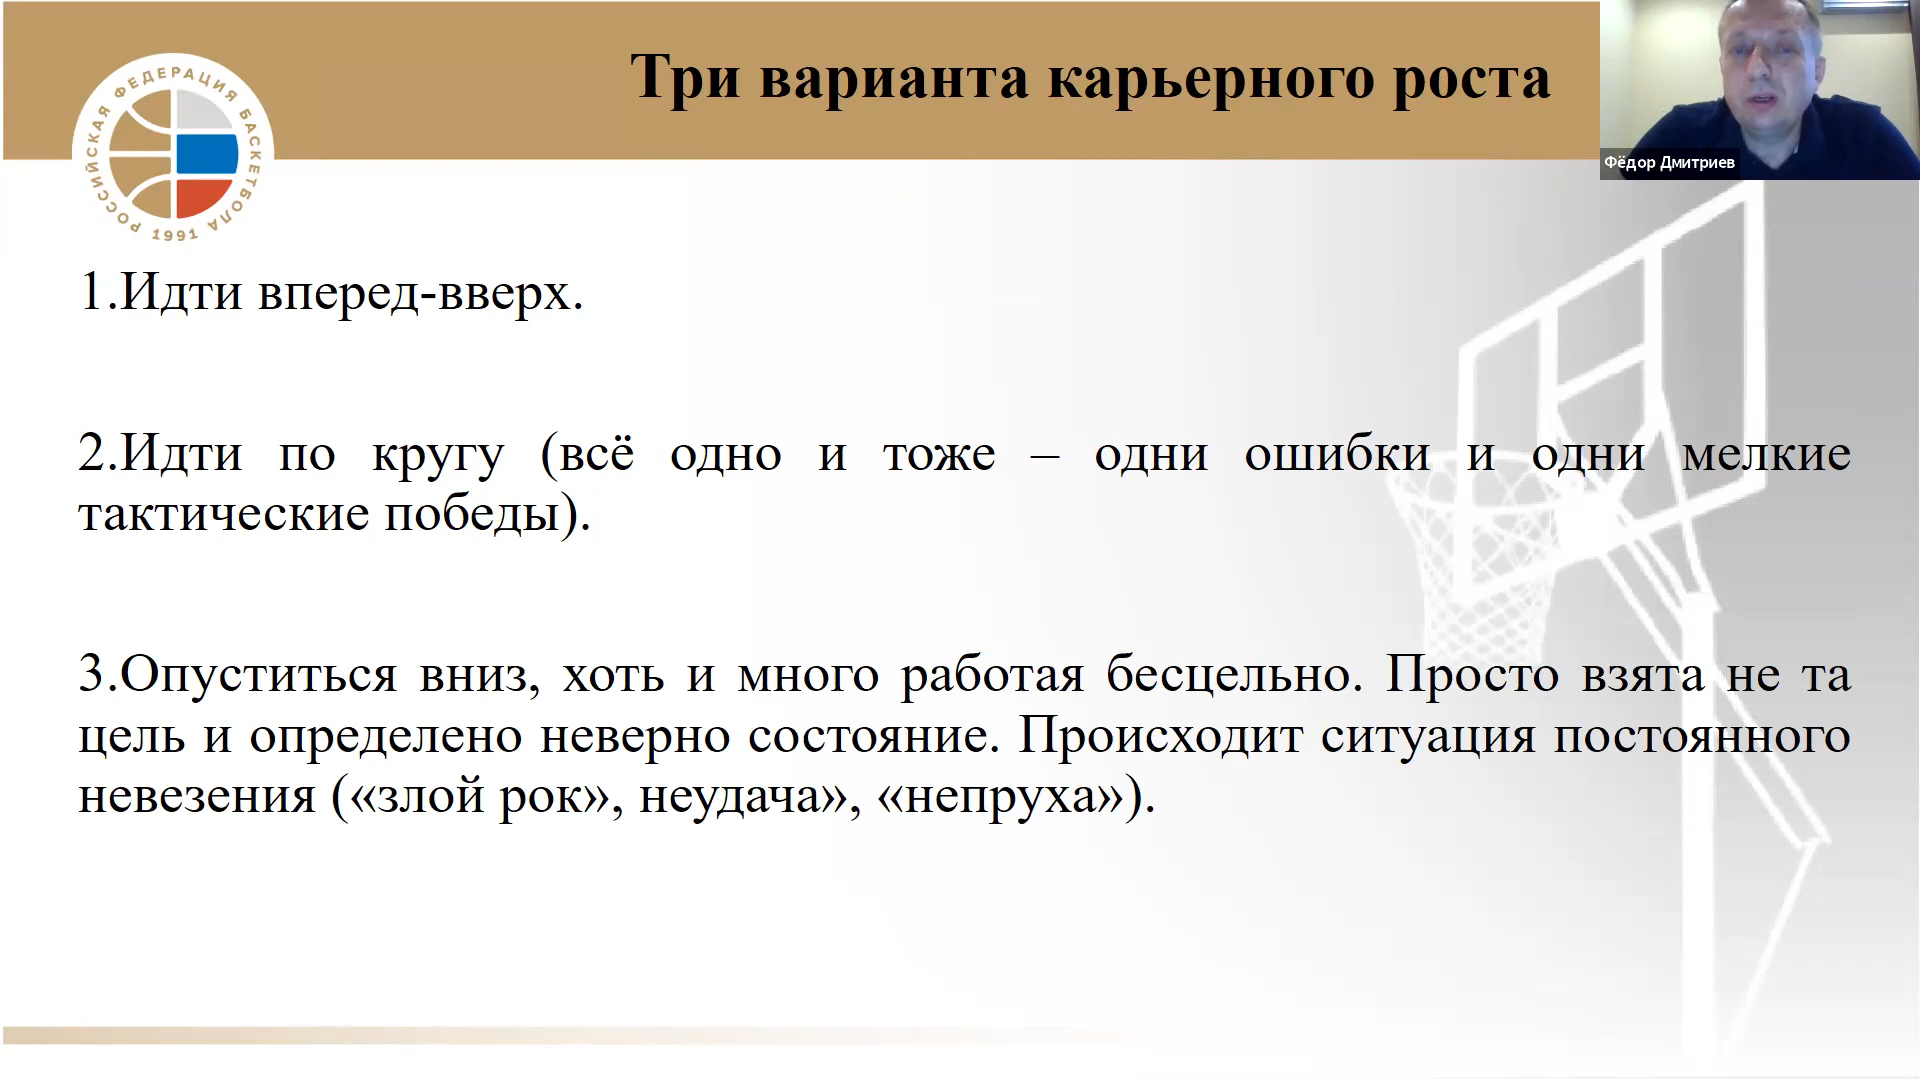 Три варианта карьерного роста
РОССИЙСКАЯ ФЕДЕРАЦИЯ БАСКЕТБОЛА
1991
Фёдор Дмитриев
1.Идти вперед-вверх.
2.Идти по кругу (всё одно и тоже – одни ошибки и одни мелкие
тактические победы).
3.Опуститься вниз, хоть и много работая бесцельно. Просто взята не та
цель и определено неверно состояние. Происходит ситуация постоянного
невезения («злой рок», неудача», «непруха»).